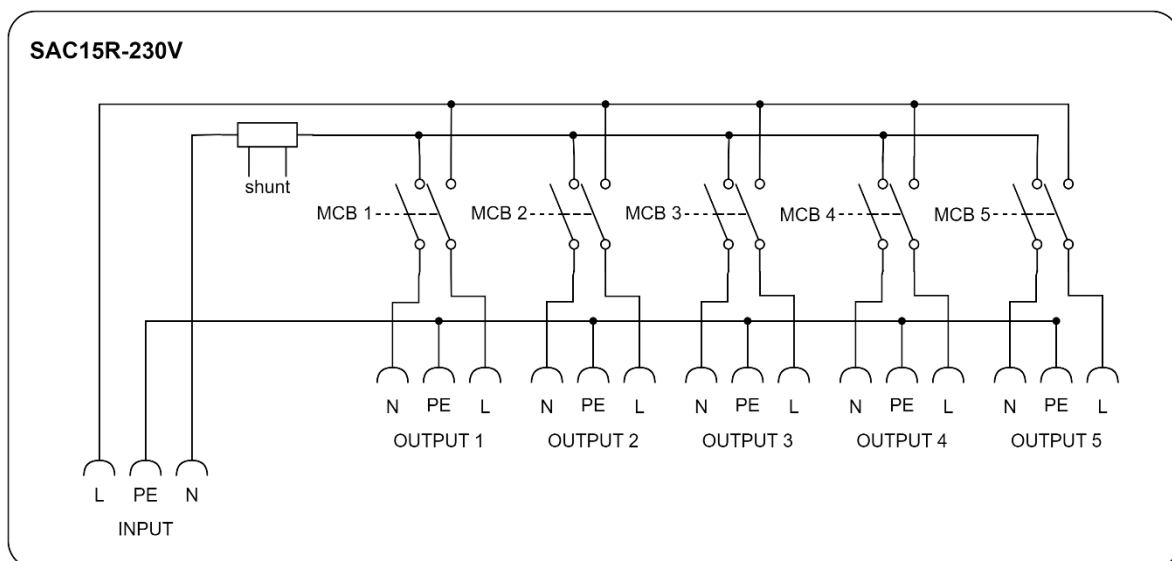 SAC15R-230V
shunt
MCB 1 MCB 2 MCB 3 MCB 4 MCB 5
N PE L N PE L N PE L N PE L N PE L
OUTPUT 1 OUTPUT 2 OUTPUT 3 OUTPUT 4 OUTPUT 5
L PE N
INPUT